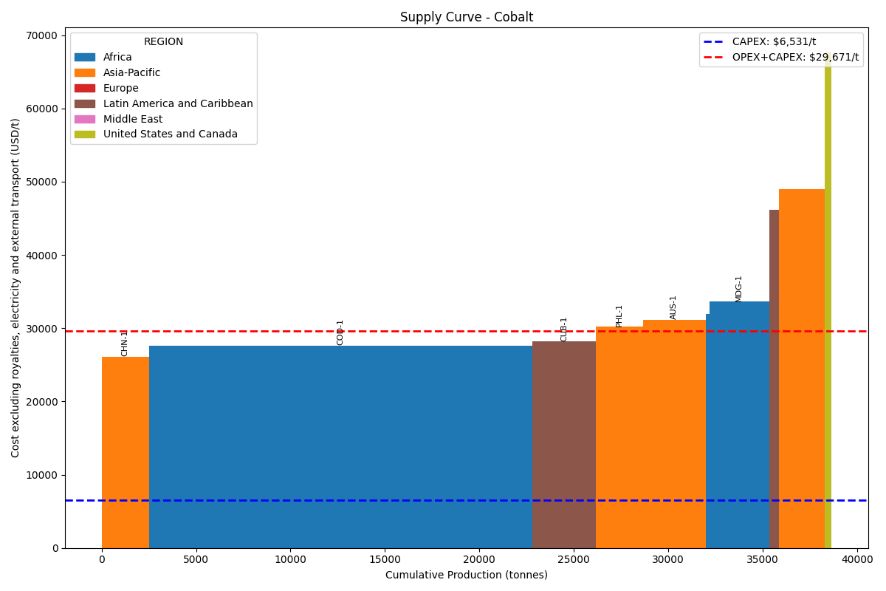 Supply Curve - Cobalt
REGION
Africa
Asia-Pacific
Europe
Latin America and Caribbean
Middle East
United States and Canada
CAPEX: $6,531/t
OPEX+CAPEX: $29,671/t
Cost excluding royalties, electricity and external transport (USD/t)
70000
60000
50000
40000
30000
20000
10000
0
CHN-1
COD-1
CUB-1
PHL-1
AUS-1
MDG-1
0
5000
10000
15000
20000
25000
30000
35000
40000
Cumulative Production (tonnes)